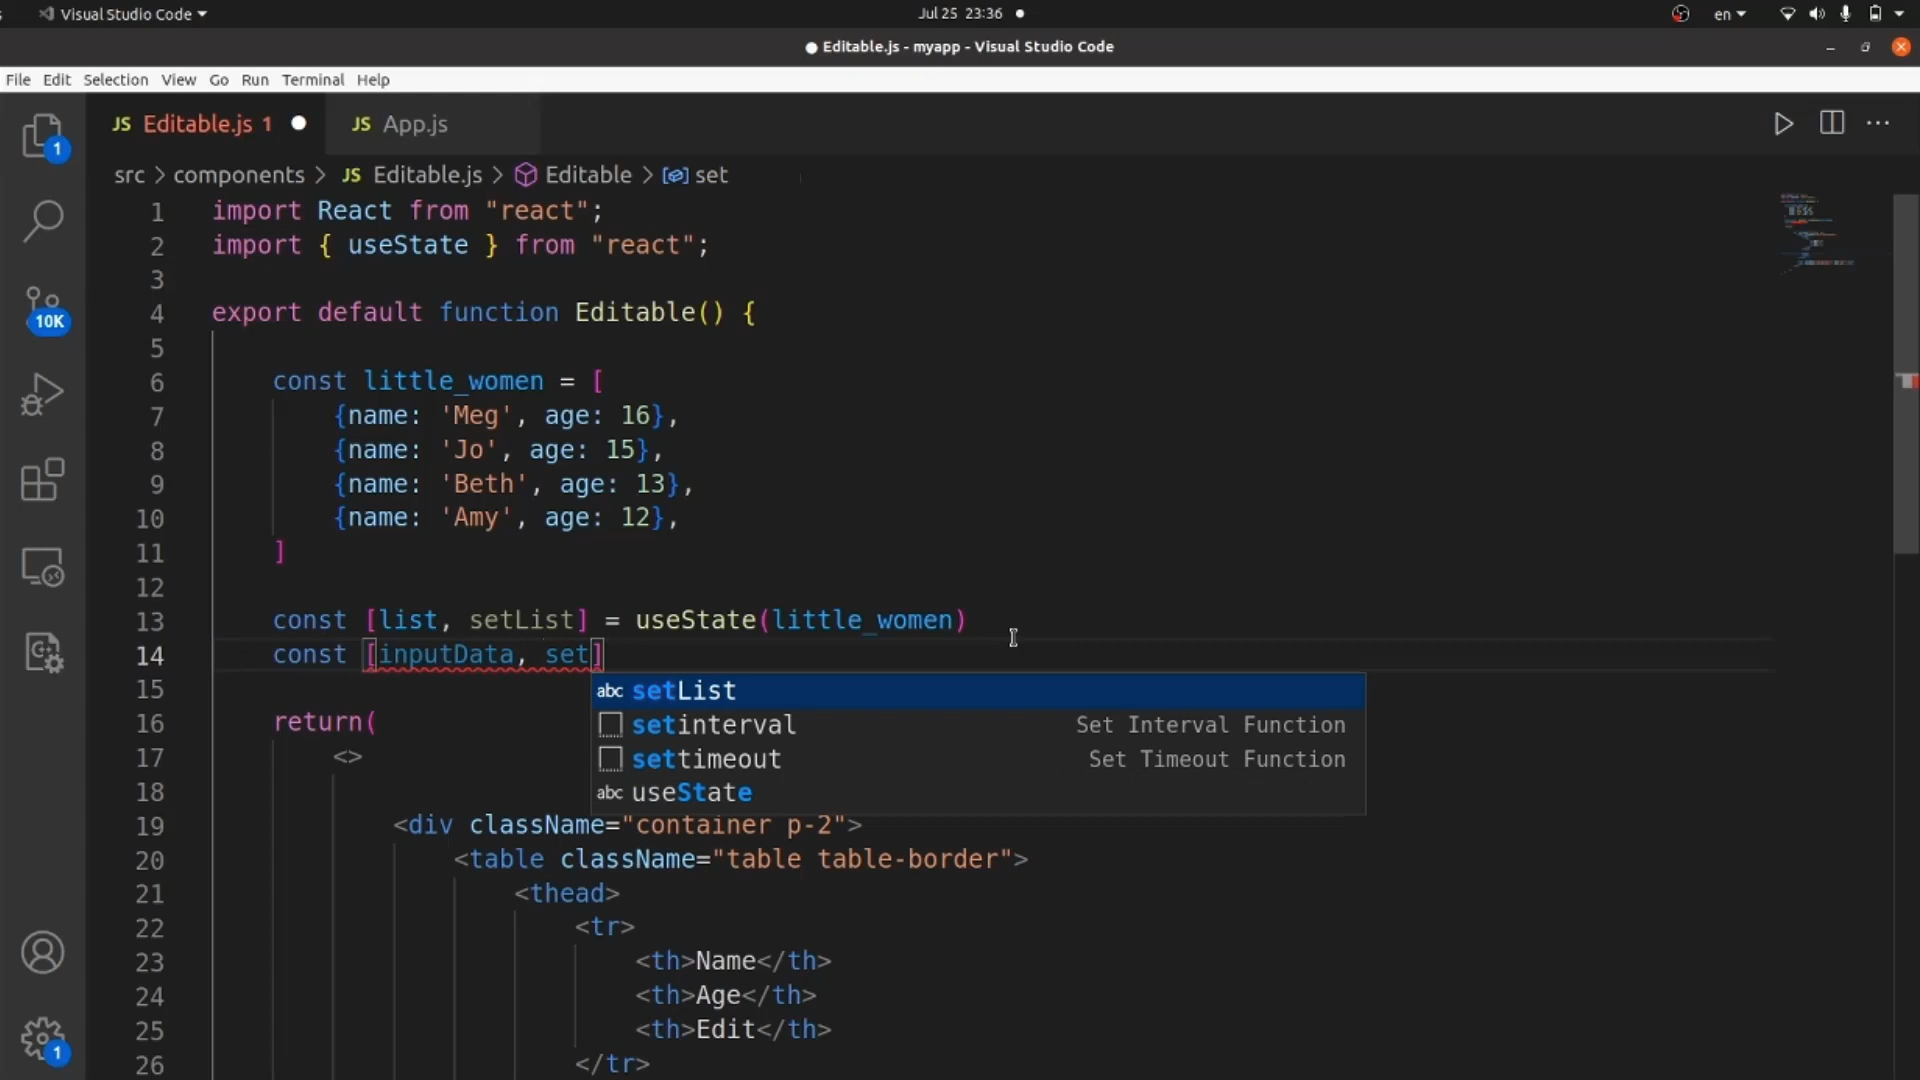 Visual Studio Code
Jul 25 23:36
en
Editable.js - myapp - Visual Studio Code
File Edit Selection View Go Run Terminal Help
JS Editable.js 1
JS App.js
src > components > JS Editable.js > Editable > set
1
10K
1
1 import React from "react";
2 import { useState } from "react";
3
4 export default function Editable() {
5
6 const little_women = [
7 {name: 'Meg', age: 16},
8 {name: 'Jo', age: 15},
9 {name: 'Beth', age: 13},
10 {name: 'Amy', age: 12},
11 ]
12
13 const [list, setList] = useState(little_women)
14 const [inputData, set]
abc setList
setinterval Set Interval Function
settimeout Set Timeout Function
abc useState
15
16 return(
17 <>
18
19 <div className="container p-2">
20 <table className="table table-border">
21 <thead>
22 <tr>
23 <th>Name</th>
24 <th>Age</th>
25 <th>Edit</th>
26 </tr>